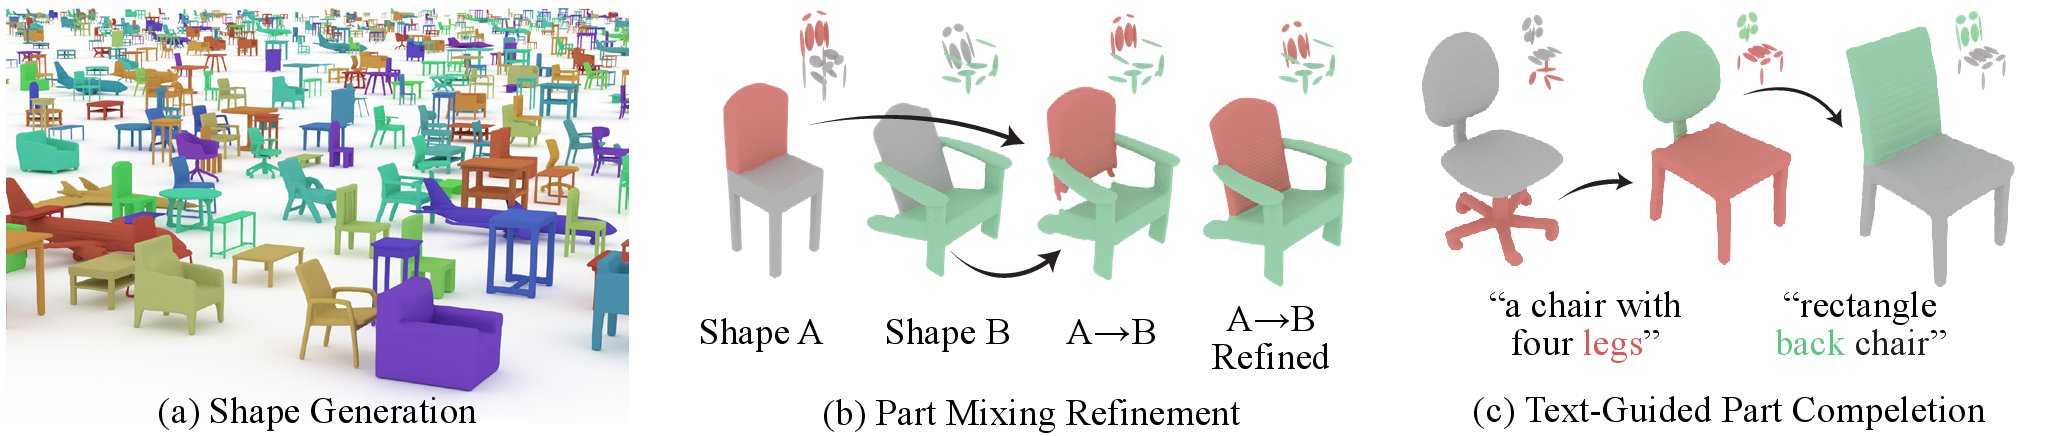 Shape A
Shape B
A→B
A→B
Refined
“a chair with
four legs”
“rectangle
back chair”
(a) Shape Generation
(b) Part Mixing Refinement
(c) Text-Guided Part Compeletion